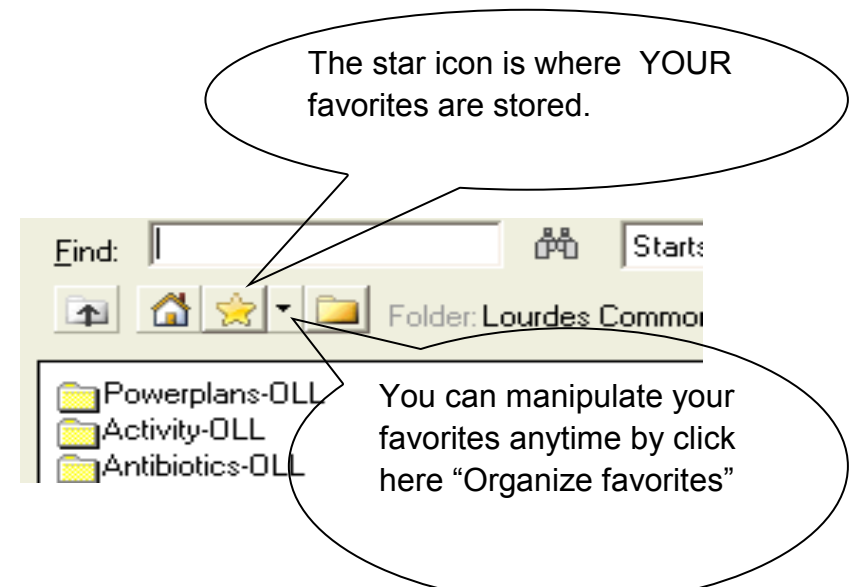 The star icon is where YOUR
favorites are stored.
Find:
Starts
Folder: Lourdes Common
Powerplans-OLL
Activity-OLL
Antibiotics-OLL
You can manipulate your
favorites anytime by click
here “Organize favorites”